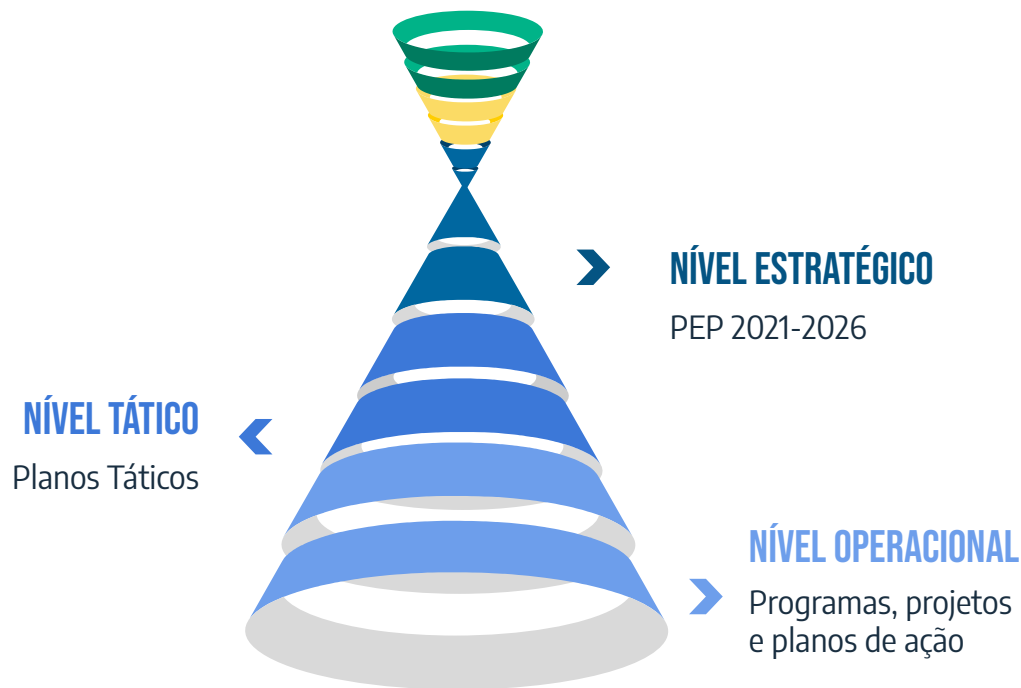 NÍVEL ESTRATÉGICO
PEP 2021-2026
NÍVEL TÁTICO
Planos Táticos
NÍVEL OPERACIONAL
Programas, projetos
e planos de ação